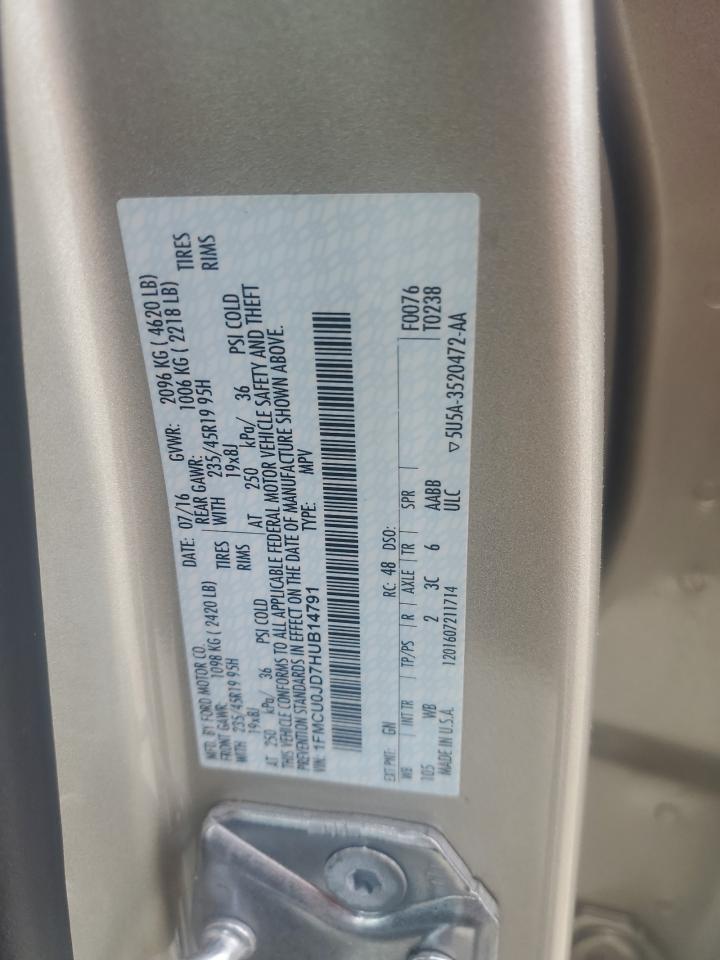 MFD. BY FORD MOTOR CO. DATE: 07/16 GVWR: 2096 KG ( 4620 LB)
FRONT GAWR: 1098 KG ( 2420 LB) REAR GAWR: 1006 KG ( 2218 LB)
WITH 235/45R19 95H TIRES WITH 235/45R19 95H TIRES
19x8J RIMS 19x8J RIMS
AT 250 kPa/ 36 PSI COLD AT 250 kPa/ 36 PSI COLD
THIS VEHICLE CONFORMS TO ALL APPLICABLE FEDERAL MOTOR VEHICLE SAFETY AND THEFT
PREVENTION STANDARDS IN EFFECT ON THE DATE OF MANUFACTURE SHOWN ABOVE.
VIN: 1FMCU0JD7HUB14791 TYPE: MPV
EXT PNT: GN RC: 48 DSO: F0076
WB INT TR TP/PS R AXLE TR SPR T0238
105 WB 2 3C 6 AABB
MADE IN U.S.A. 1201607211714 ULC ▽5U5A-3520472-AA